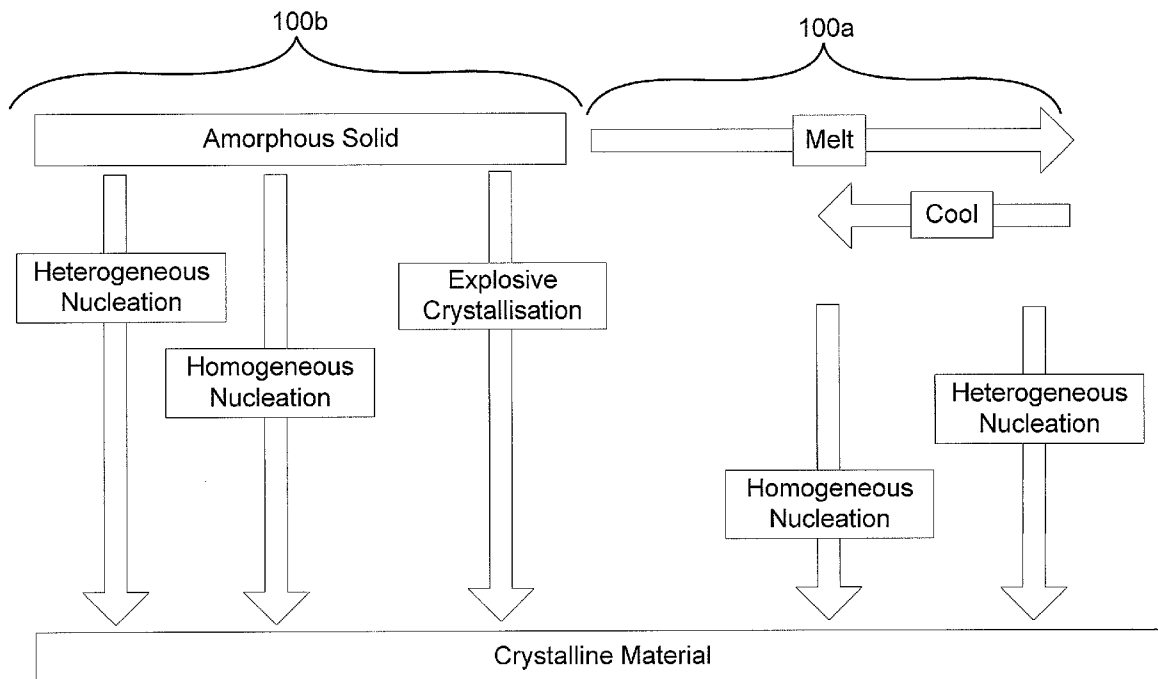 100b
100a
Amorphous Solid
Melt
Cool
Heterogeneous
Nucleation
Explosive
Crystallisation
Homogeneous
Nucleation
Heterogeneous
Nucleation
Homogeneous
Nucleation
Crystalline Material